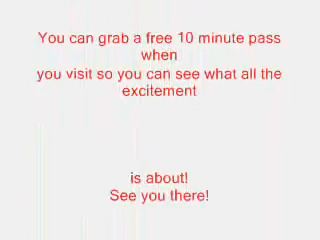 You can grab a free 10 minute pass
when
you visit so you can see what all the
excitement
is about!
See you there!